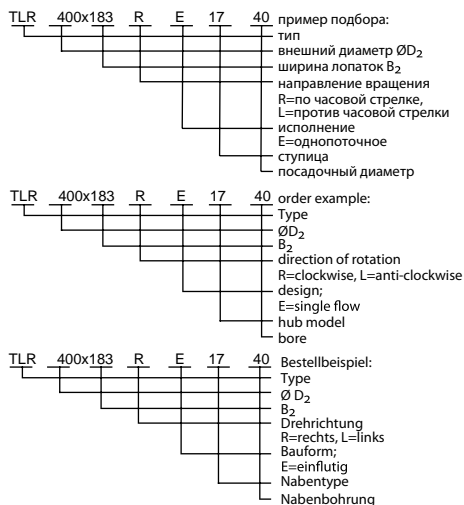 TLR 400x183 R E 17 40 пример подбора:
тип
внешний диаметр ØD₂
ширина лопаток B₂
направление вращения
R=по часовой стрелке,
L=против часовой стрелки
исполнение
E=однопоточное
ступица
посадочный диаметр
TLR 400x183 R E 17 40 order example:
Type
ØD₂
B₂
direction of rotation
R=clockwise, L=anti-clockwise
design;
E=single flow
hub model
bore
TLR 400x183 R E 17 40 Bestellbeispiel:
Type
Ø D₂
B₂
Drehrichtung
R=rechts, L=links
Bauform;
E=einflutig
Nabentype
Nabenbohrung